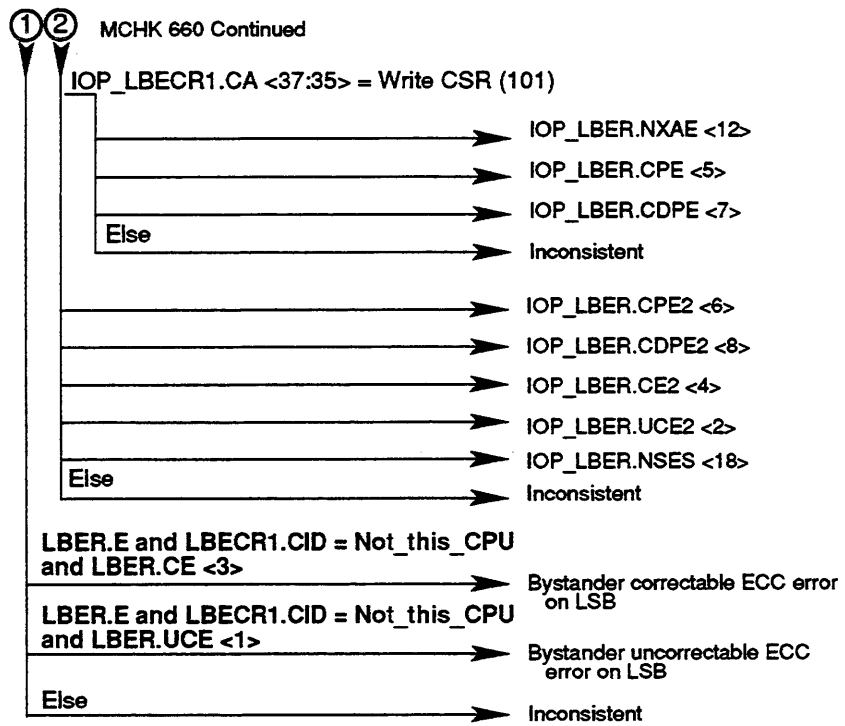 ① ② MCHK 660 Continued
IOP_LBECR1.CA <37:35> = Write CSR (101)
IOP_LBER.NXAE <12>
IOP_LBER.CPE <5>
IOP_LBER.CDPE <7>
Else
Inconsistent
IOP_LBER.CPE2 <6>
IOP_LBER.CDPE2 <8>
IOP_LBER.CE2 <4>
IOP_LBER.UCE2 <2>
IOP_LBER.NSES <18>
Else
Inconsistent
LBER.E and LBECR1.CID = Not_this_CPU
and LBER.CE <3>
Bystander correctable ECC error
on LSB
LBER.E and LBECR1.CID = Not_this_CPU
and LBER.UCE <1>
Bystander uncorrectable ECC
error on LSB
Else
Inconsistent